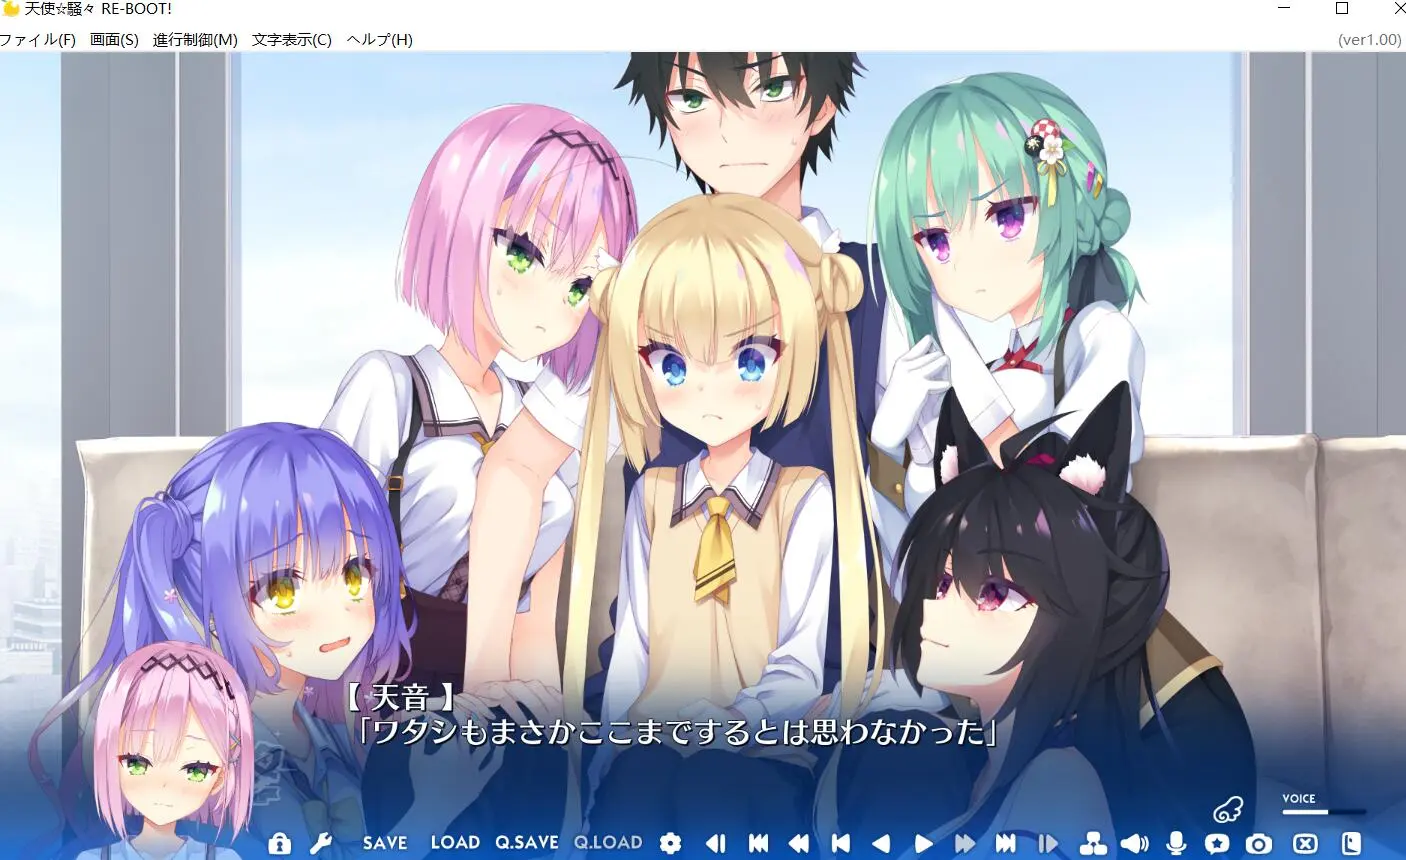 天使☆騒々 RE-BOOT!
ファイル(F) 画面(S) 進行制御(M) 文字表示(C) ヘルプ(H) (ver1.00)
【 天音 】
「ワタシもまさかここまでするとは思わなかった」
VOICE
SAVE LOAD Q.SAVE Q.LOAD